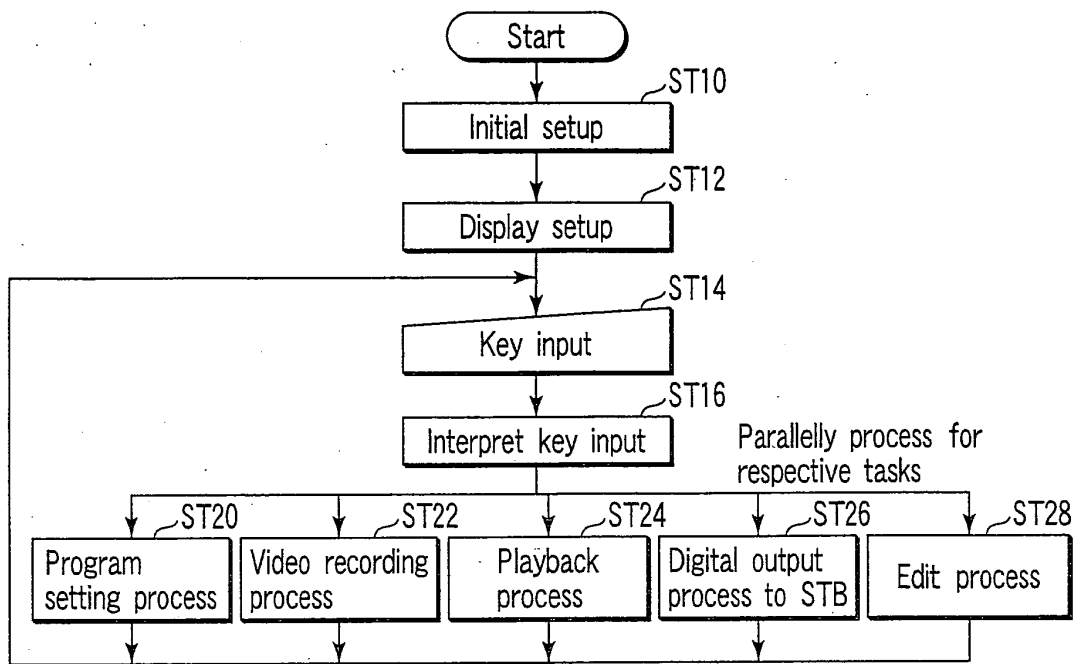 Start
ST10
Initial setup
ST12
Display setup
ST14
Key input
ST16
Interpret key input
Parallelly process for
respective tasks
ST20
Program
setting process
ST22
Video recording
process
ST24
Playback
process
ST26
Digital output
process to STB
ST28
Edit process